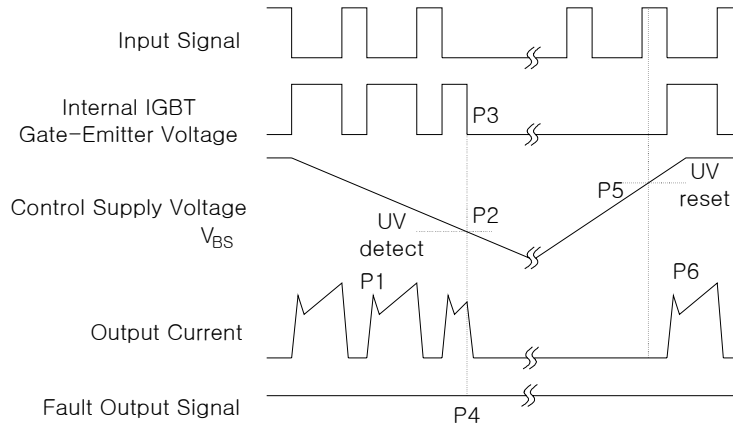 Input Signal
Internal IGBT
Gate-Emitter Voltage
P3
Control Supply Voltage
VBS
UV
detect
P2
P5
UV
reset
P1
P6
Output Current
Fault Output Signal
P4